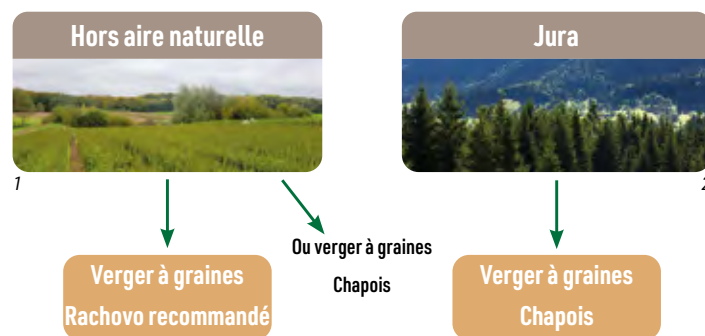 Hors aire naturelle
Jura
1
2
Ou verger à graines
Chapois
Verger à graines
Rachovo recommandé
Verger à graines
Chapois